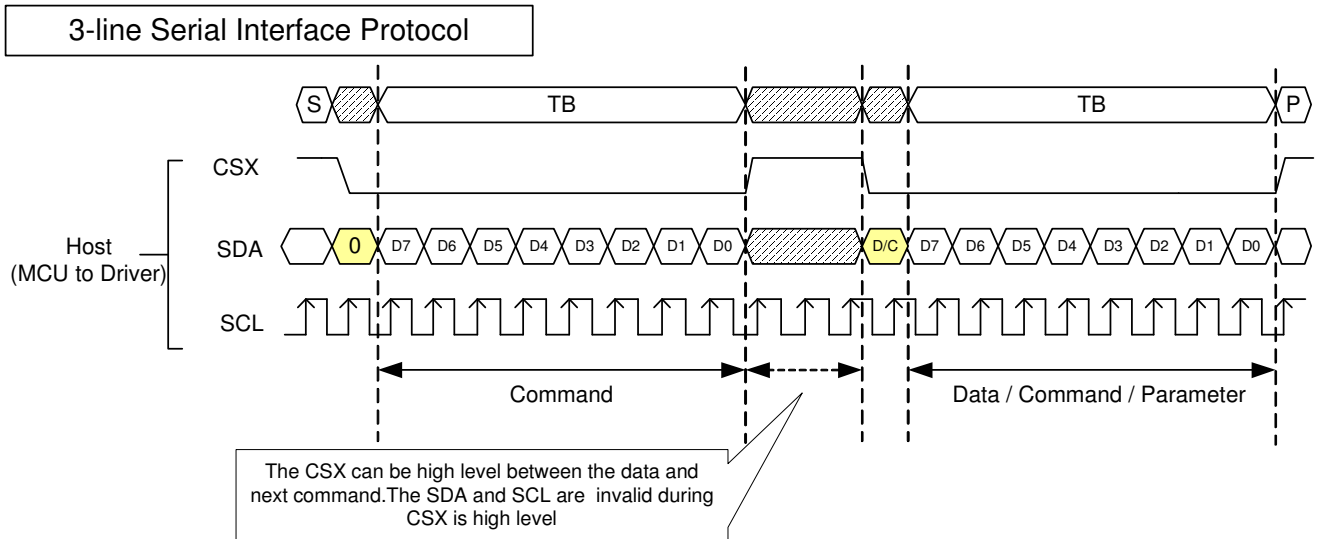 3-line Serial Interface Protocol
S TB TB P
CSX
SDA 0 D7 D6 D5 D4 D3 D2 D1 D0 D/C D7 D6 D5 D4 D3 D2 D1 D0
Host
(MCU to Driver)
SCL
Command Data / Command / Parameter
The CSX can be high level between the data and
next command.The SDA and SCL are invalid during
CSX is high level